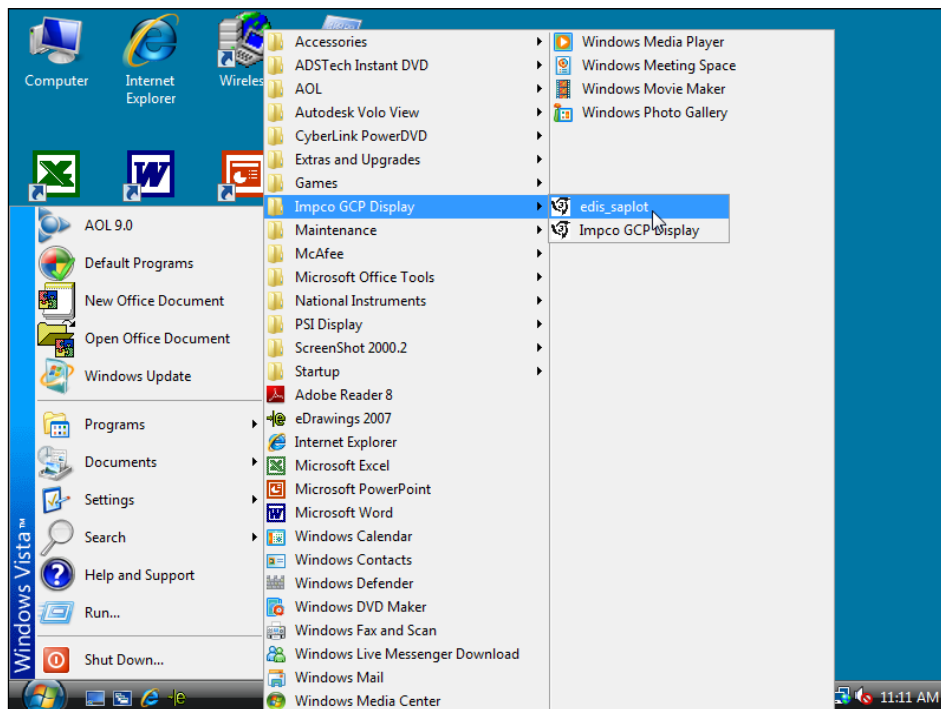 Computer
Internet
Explorer
AOL 9.0
Default Programs
New Office Document
Open Office Document
Windows Update
Programs
Documents
Settings
Search
Help and Support
Run...
Shut Down...
Windows Vista™
Accessories
ADSTech Instant DVD
AOL
Autodesk Volo View
CyberLink PowerDVD
Extras and Upgrades
Games
Impco GCP Display
Maintenance
McAfee
Microsoft Office Tools
National Instruments
PSI Display
ScreenShot 2000.2
Startup
Adobe Reader 8
eDrawings 2007
Internet Explorer
Microsoft Excel
Microsoft PowerPoint
Microsoft Word
Windows Calendar
Windows Contacts
Windows Defender
Windows DVD Maker
Windows Fax and Scan
Windows Live Messenger Download
Windows Mail
Windows Media Center
Windows Media Player
Windows Meeting Space
Windows Movie Maker
Windows Photo Gallery
edis_saplot
Impco GCP Display
11:11 AM